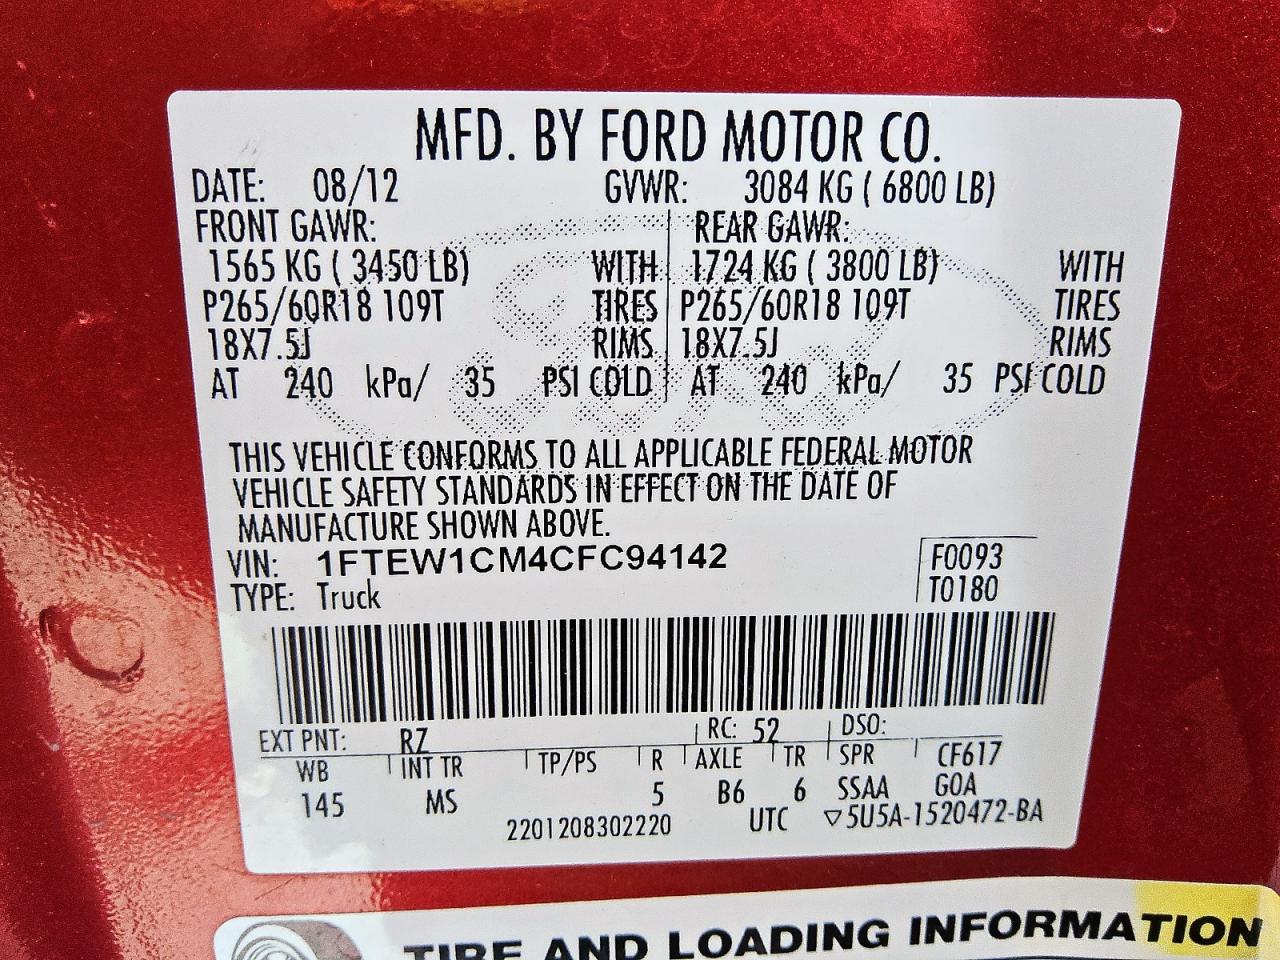 MFD. BY FORD MOTOR CO.
DATE: 08/12 GVWR: 3084 KG ( 6800 LB)
FRONT GAWR: REAR GAWR:
1565 KG ( 3450 LB) WITH 1724 KG ( 3800 LB) WITH
P265/60R18 109T TIRES P265/60R18 109T TIRES
18X7.5J RIMS 18X7.5J RIMS
AT 240 kPa/ 35 PSI COLD AT 240 kPa/ 35 PSI COLD
THIS VEHICLE CONFORMS TO ALL APPLICABLE FEDERAL MOTOR
VEHICLE SAFETY STANDARDS IN EFFECT ON THE DATE OF
MANUFACTURE SHOWN ABOVE.
VIN: 1FTEW1CM4CFC94142 F0093
TYPE: Truck T0180
EXT PNT: RZ RC: 52 DSO:
WB INT TR TP/PS R AXLE TR SPR CF617
145 MS 5 B6 6 SSAA GOA
2201208302220 UTC ▽5U5A-1520472-BA
TIRE AND LOADING INFORMATION